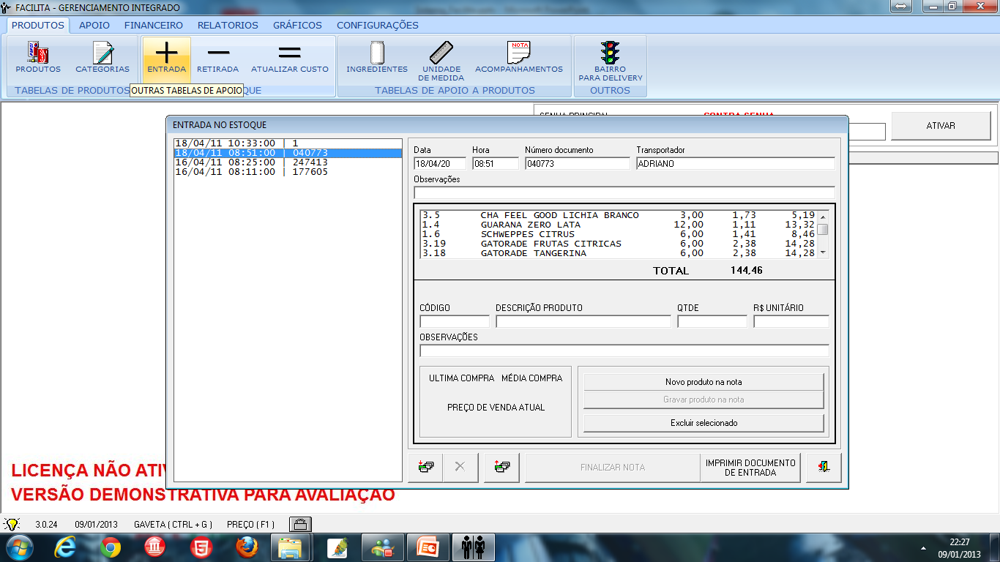 FACILITA - GERENCIAMENTO INTEGRADO
PRODUTOS APOIO FINANCEIRO RELATORIOS GRÁFICOS CONFIGURAÇÕES
PRODUTOS CATEGORIAS ENTRADA RETIRADA ATUALIZAR CUSTO INGREDIENTES UNIDADE DE MEDIDA ACOMPANHAMENTOS BAIRRO PARA DELIVERY
NOTA
TABELAS DE PRODUTOS QUE TABELAS DE APOIO A PRODUTOS OUTROS
OUTRAS TABELAS DE APOIO
SENHA PRINCIPAL CONTRA SENHA
ATIVAR
ENTRADA NO ESTOQUE
18/04/11 10:33:00 | 1
18/04/11 08:51:00 | 040773
16/04/11 08:25:00 | 247413
16/04/11 08:11:00 | 177605
Data Hora Número documento Transportador
18/04/20 08:51 040773 ADRIANO
Observações
3.5 CHA FEEL GOOD LICHIA BRANCO 3,00 1,73 5,19
1.4 GUARANA ZERO LATA 12,00 1,11 13,32
1.6 SCHWEPPES CITRUS 6,00 1,41 8,46
3.19 GATORADE FRUTAS CITRICAS 6,00 2,38 14,28
3.18 GATORADE TANGERINA 6,00 2,38 14,28
TOTAL 144,46
CÓDIGO DESCRIÇÃO PRODUTO QTDE R$ UNITÁRIO
OBSERVAÇÕES
ULTIMA COMPRA MÉDIA COMPRA
PREÇO DE VENDA ATUAL
Novo produto na nota
Gravar produto na nota
Excluir selecionado
FINALIZAR NOTA
IMPRIMIR DOCUMENTO
DE ENTRADA
LICENÇA NÃO ATIV
VERSÃO DEMONSTRATIVA PARA AVALIAÇÃO
3.0.24 09/01/2013 GAVETA ( CTRL + G ) PREÇO ( F1 )
22:27
09/01/2013